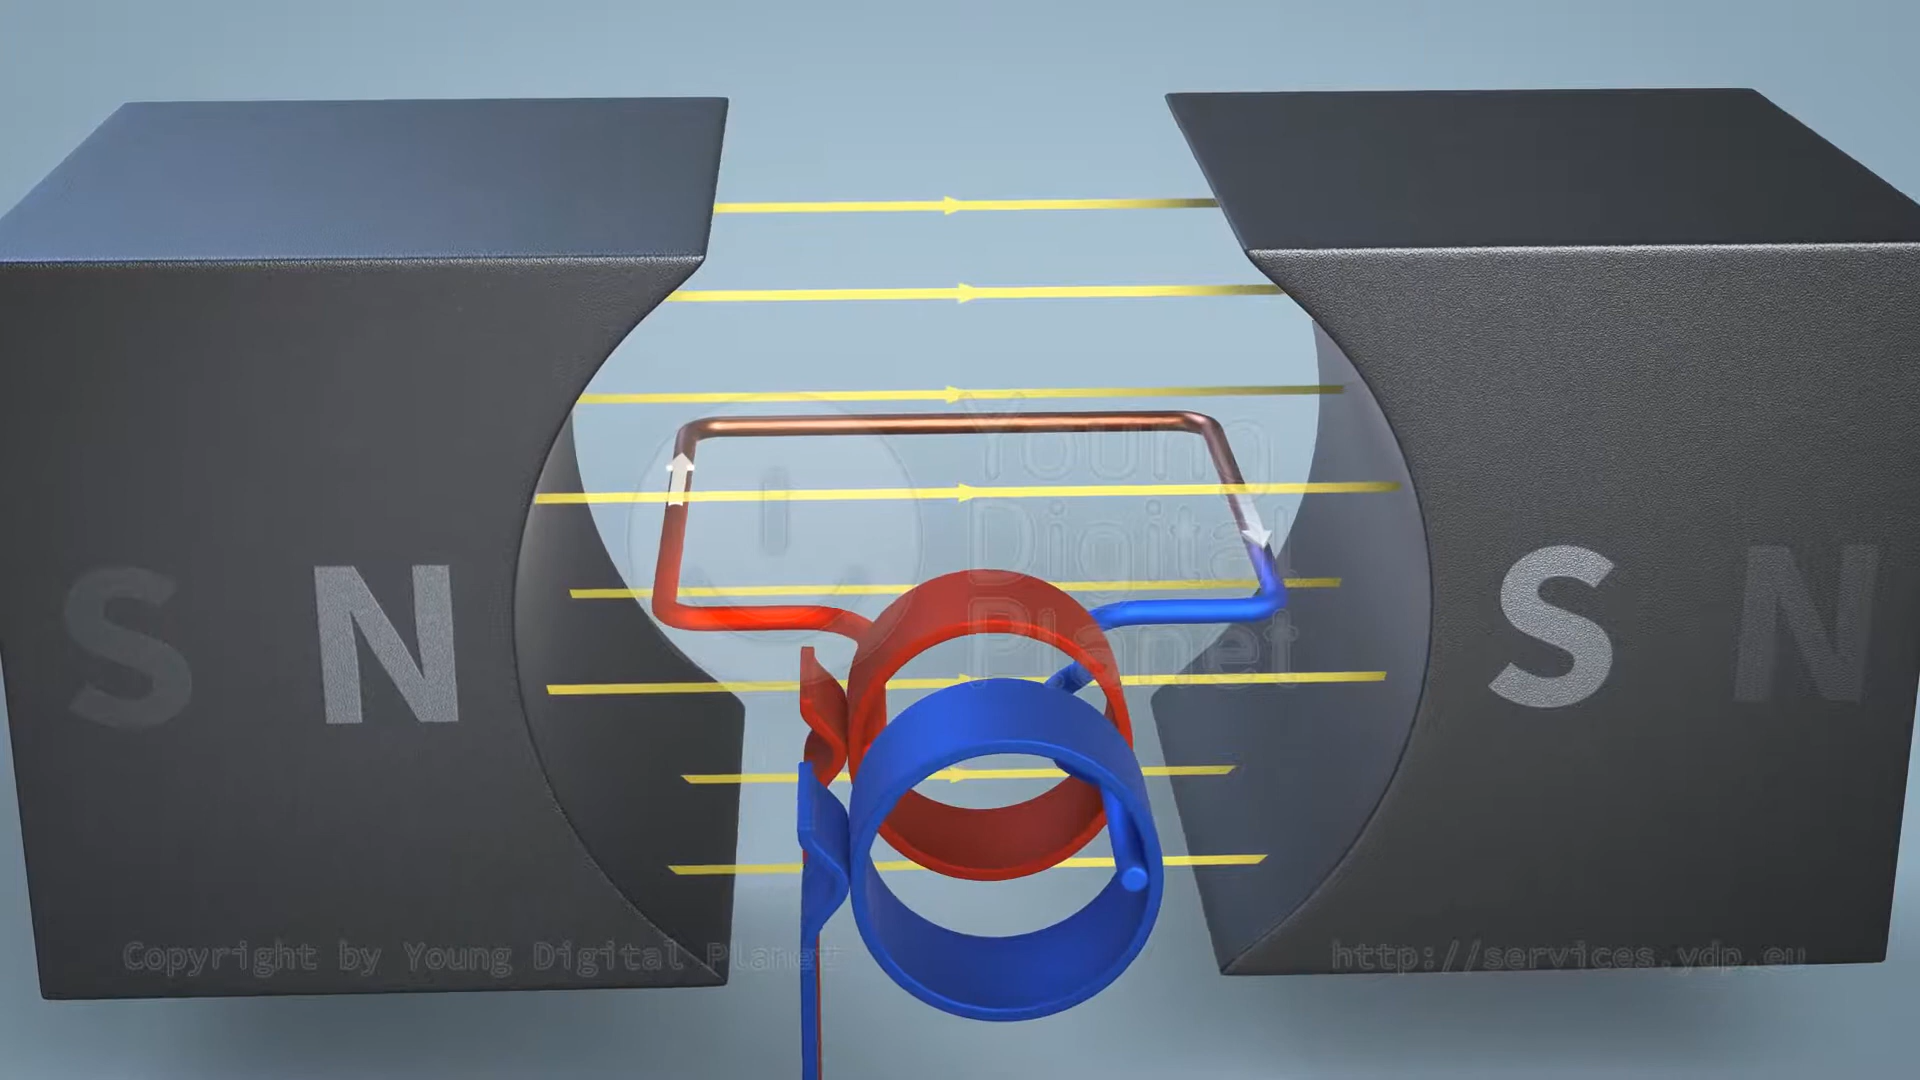 Young
Digital
Planet
S N
S N
Copyright by Young Digital Planet
http://services.ydp.eu